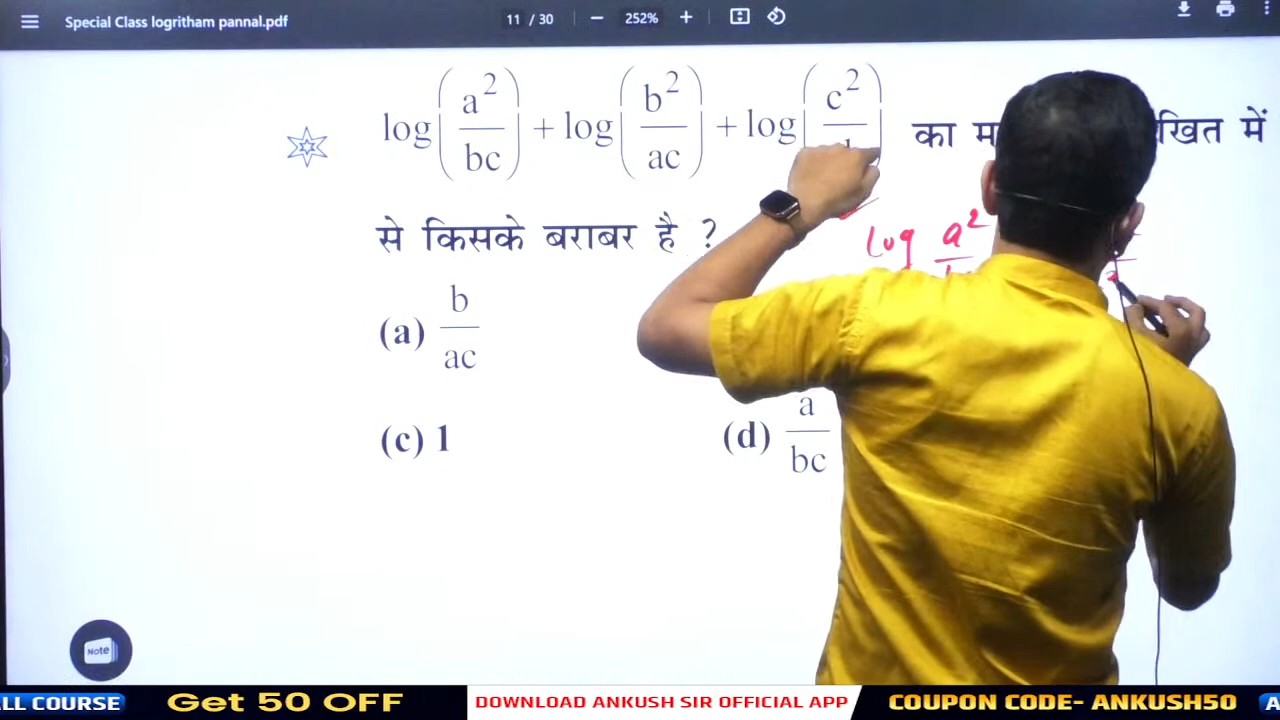 Special Class logritham pannal.pdf 11 / 30 252%
log(a²/bc) + log(b²/ac) + log(c²/ का में
से किसके बराबर है ?
log a²
(a) b/ac
(c) 1 (d) a/bc
Note
ALL COURSE Get 50 OFF DOWNLOAD ANKUSH SIR OFFICIAL APP COUPON CODE- ANKUSH50